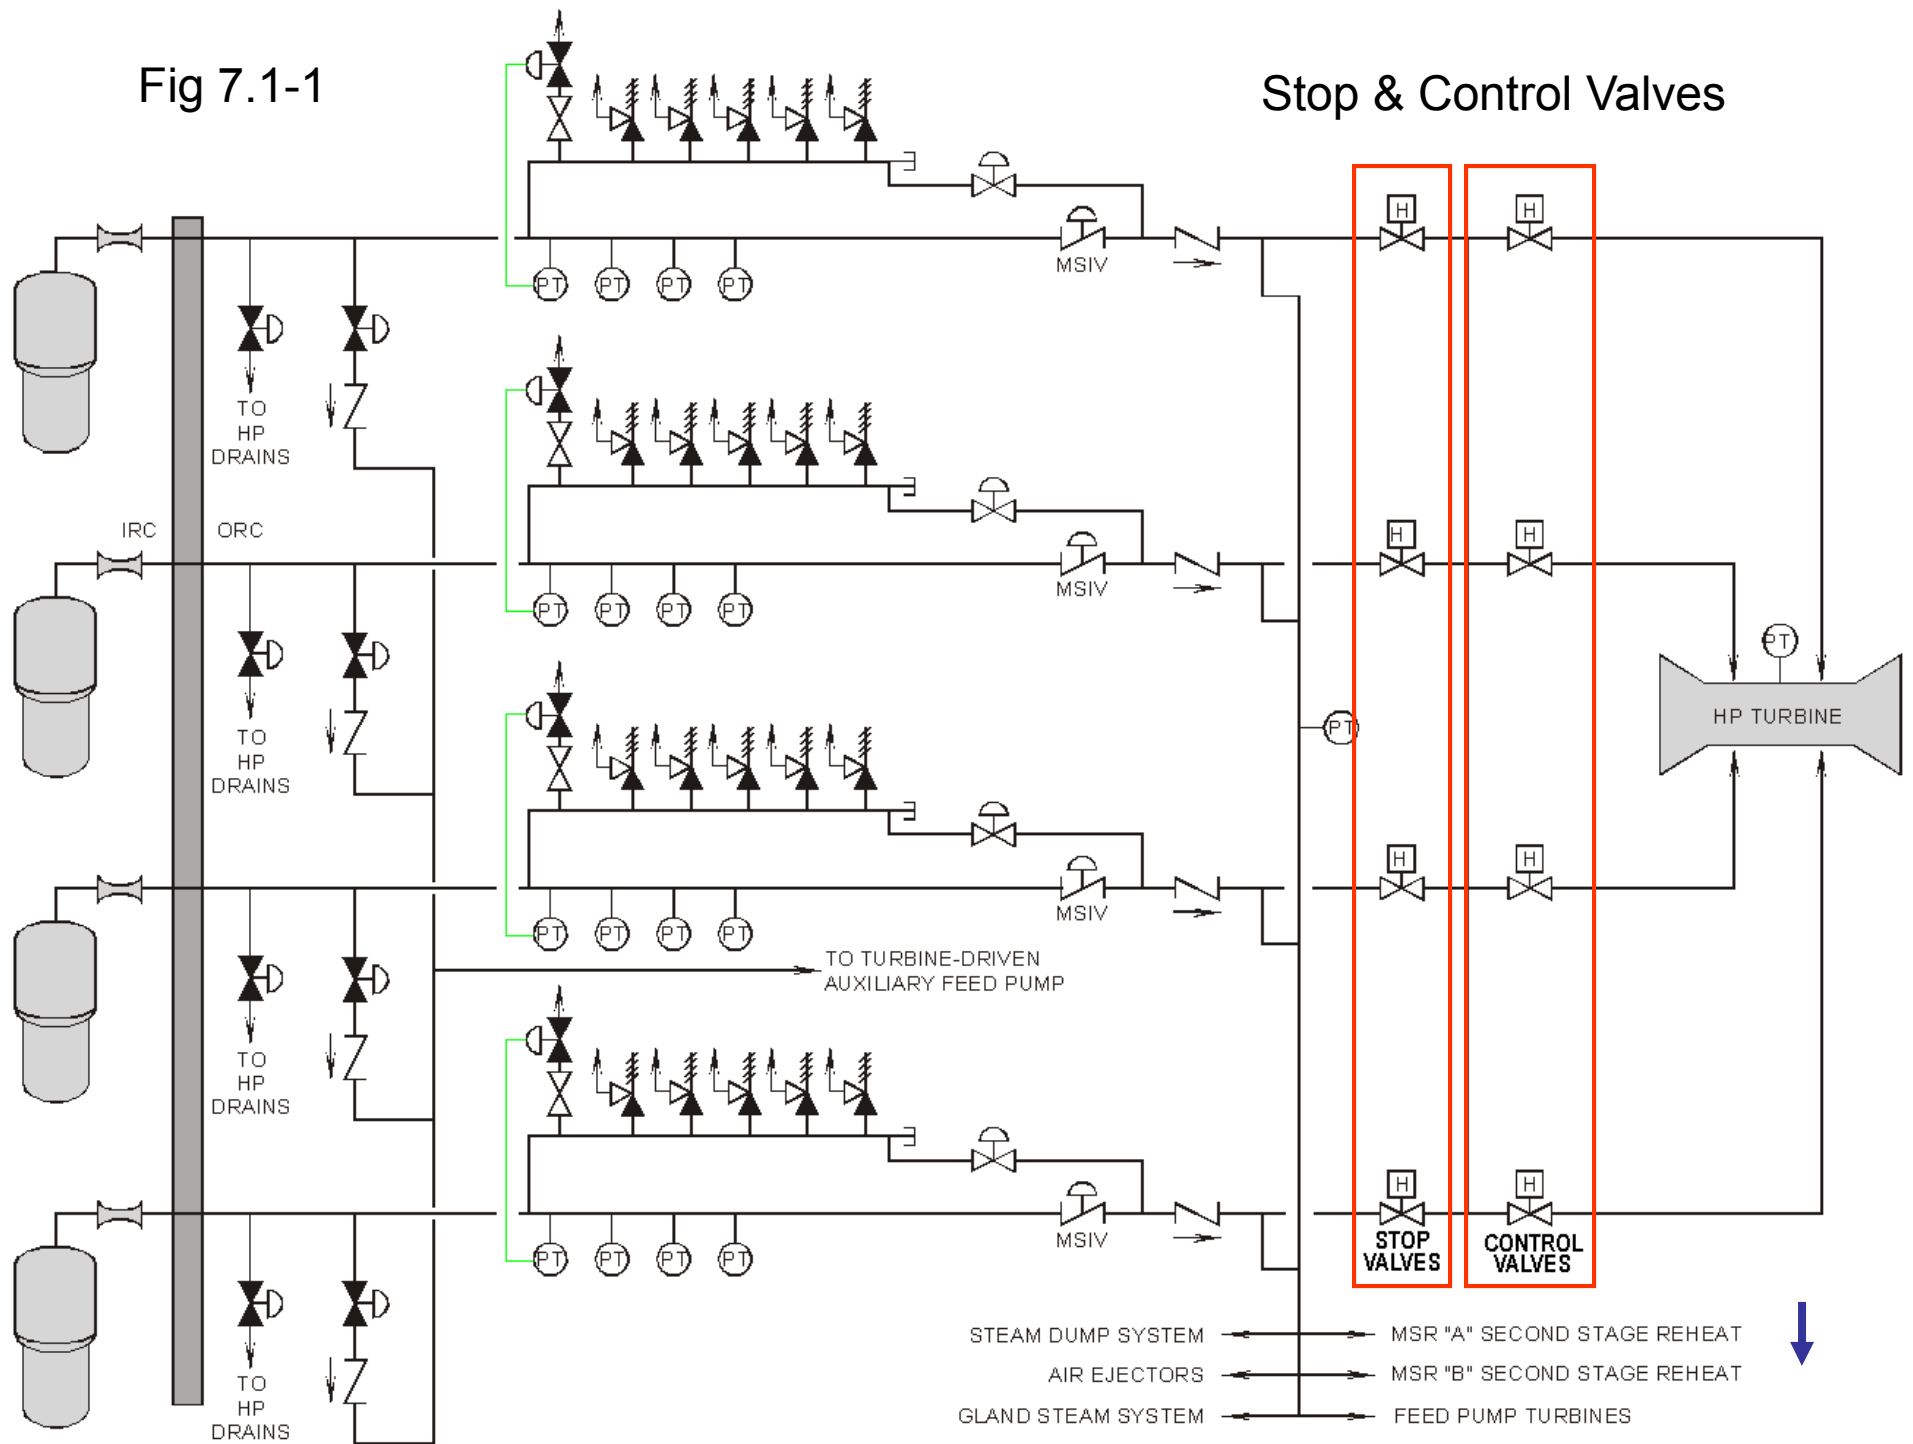 Fig 7.1-1
Stop & Control Valves
H
H
MSIV
PT
PT
PT
PT
TO
HP
DRAINS
IRC
ORC
H
H
MSIV
PT
PT
PT
PT
TO
HP
DRAINS
PT
PT
HP TURBINE
H
H
MSIV
PT
PT
PT
PT
TO TURBINE-DRIVEN
AUXILIARY FEED PUMP
TO
HP
DRAINS
H
H
MSIV
PT
PT
PT
PT
STOP
VALVES
CONTROL
VALVES
TO
HP
DRAINS
STEAM DUMP SYSTEM
MSR "A" SECOND STAGE REHEAT
AIR EJECTORS
MSR "B" SECOND STAGE REHEAT
GLAND STEAM SYSTEM
FEED PUMP TURBINES